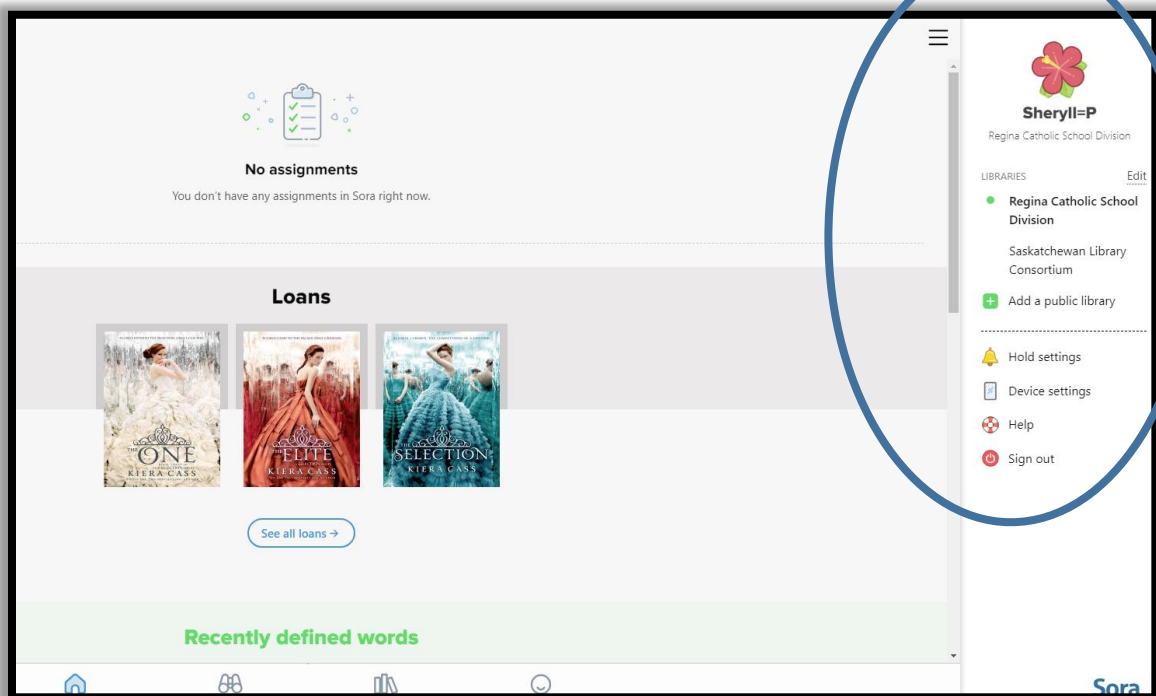 No assignments
You don't have any assignments in Sora right now.
Loans
THE
ONE
KIERA CASS
THE
ELITE
KIERA CASS
THE
SELECTION
KIERA CASS
See all loans →
Recently defined words
Sheryll=P
Regina Catholic School Division
LIBRARIES Edit
Regina Catholic School
Division
Saskatchewan Library
Consortium
Add a public library
Hold settings
Device settings
Help
Sign out
Sora